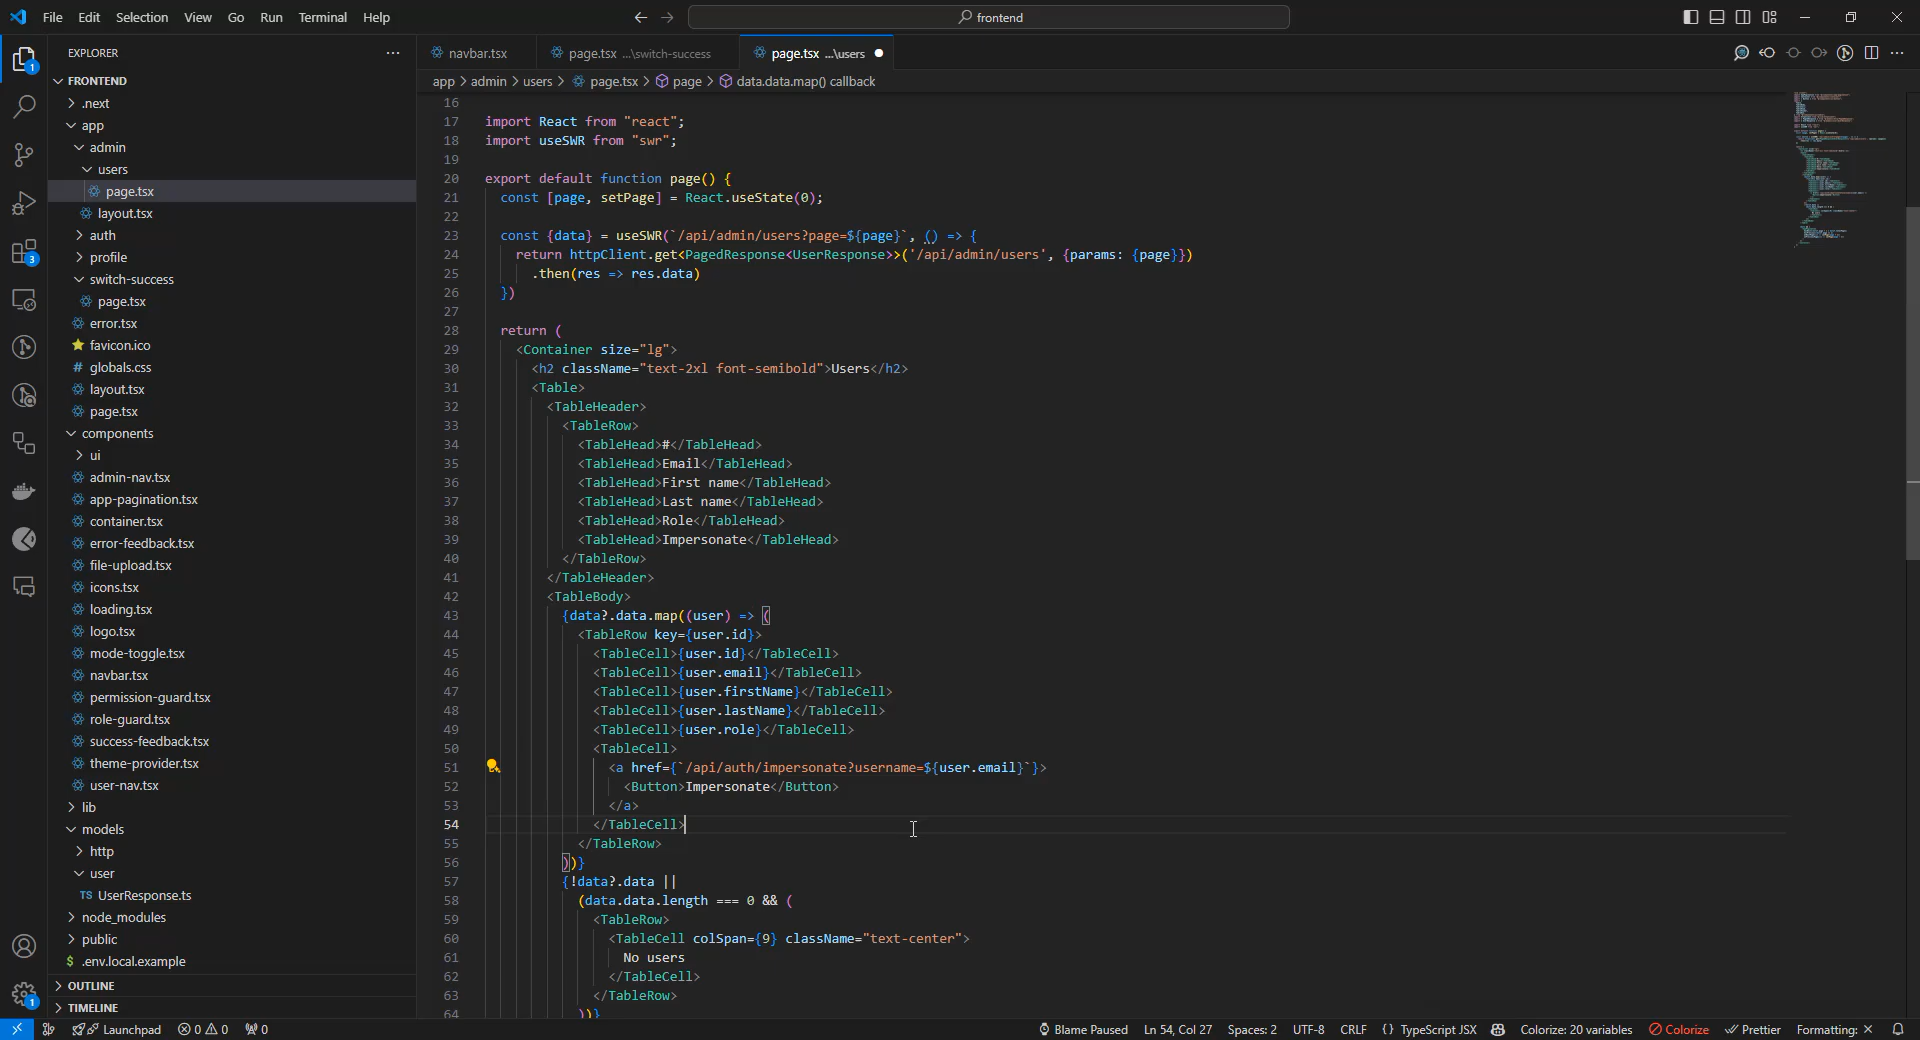 File Edit Selection View Go Run Terminal Help
frontend
EXPLORER
FRONTEND
.next
app
admin
users
page.tsx
layout.tsx
auth
profile
switch-success
page.tsx
error.tsx
favicon.ico
# globals.css
layout.tsx
page.tsx
components
ui
admin-nav.tsx
app-pagination.tsx
container.tsx
error-feedback.tsx
file-upload.tsx
icons.tsx
loading.tsx
logo.tsx
mode-toggle.tsx
navbar.tsx
permission-guard.tsx
role-guard.tsx
success-feedback.tsx
theme-provider.tsx
user-nav.tsx
lib
models
http
user
TS UserResponse.ts
node_modules
public
$ .env.local.example
OUTLINE
TIMELINE
1
3
1
navbar.tsx page.tsx ...\switch-success page.tsx ...\users
app > admin > users > page.tsx > page > data.data.map() callback
16
17 import React from "react";
18 import useSWR from "swr";
19
20 export default function page() {
21 const [page, setPage] = React.useState(0);
22
23 const {data} = useSWR(`/api/admin/users?page=${page}`, () => {
24 return httpClient.get<PagedResponse<UserResponse>>('/api/admin/users', {params: {page}})
25 .then(res => res.data)
26 })
27
28 return (
29 <Container size="lg">
30 <h2 className="text-2xl font-semibold">Users</h2>
31 <Table>
32 <TableHeader>
33 <TableRow>
34 <TableHead>#</TableHead>
35 <TableHead>Email</TableHead>
36 <TableHead>First name</TableHead>
37 <TableHead>Last name</TableHead>
38 <TableHead>Role</TableHead>
39 <TableHead>Impersonate</TableHead>
40 </TableRow>
41 </TableHeader>
42 <TableBody>
43 {data?.data.map((user) => (
44 <TableRow key={user.id}>
45 <TableCell>{user.id}</TableCell>
46 <TableCell>{user.email}</TableCell>
47 <TableCell>{user.firstName}</TableCell>
48 <TableCell>{user.lastName}</TableCell>
49 <TableCell>{user.role}</TableCell>
50 <TableCell>
51 <a href={`/api/auth/impersonate?username=${user.email}`}>
52 <Button>Impersonate</Button>
53 </a>
54 </TableCell>
55 </TableRow>
56 ))}
57 {!data?.data ||
58 (data.data.length === 0 && (
59 <TableRow>
60 <TableCell colSpan={9} className="text-center">
61 No users
62 </TableCell>
63 </TableRow>
64 ))}
Launchpad 0 0 0 Blame Paused Ln 54, Col 27 Spaces: 2 UTF-8 CRLF {} TypeScript JSX Colorize: 20 variables Colorize Prettier Formatting: ×